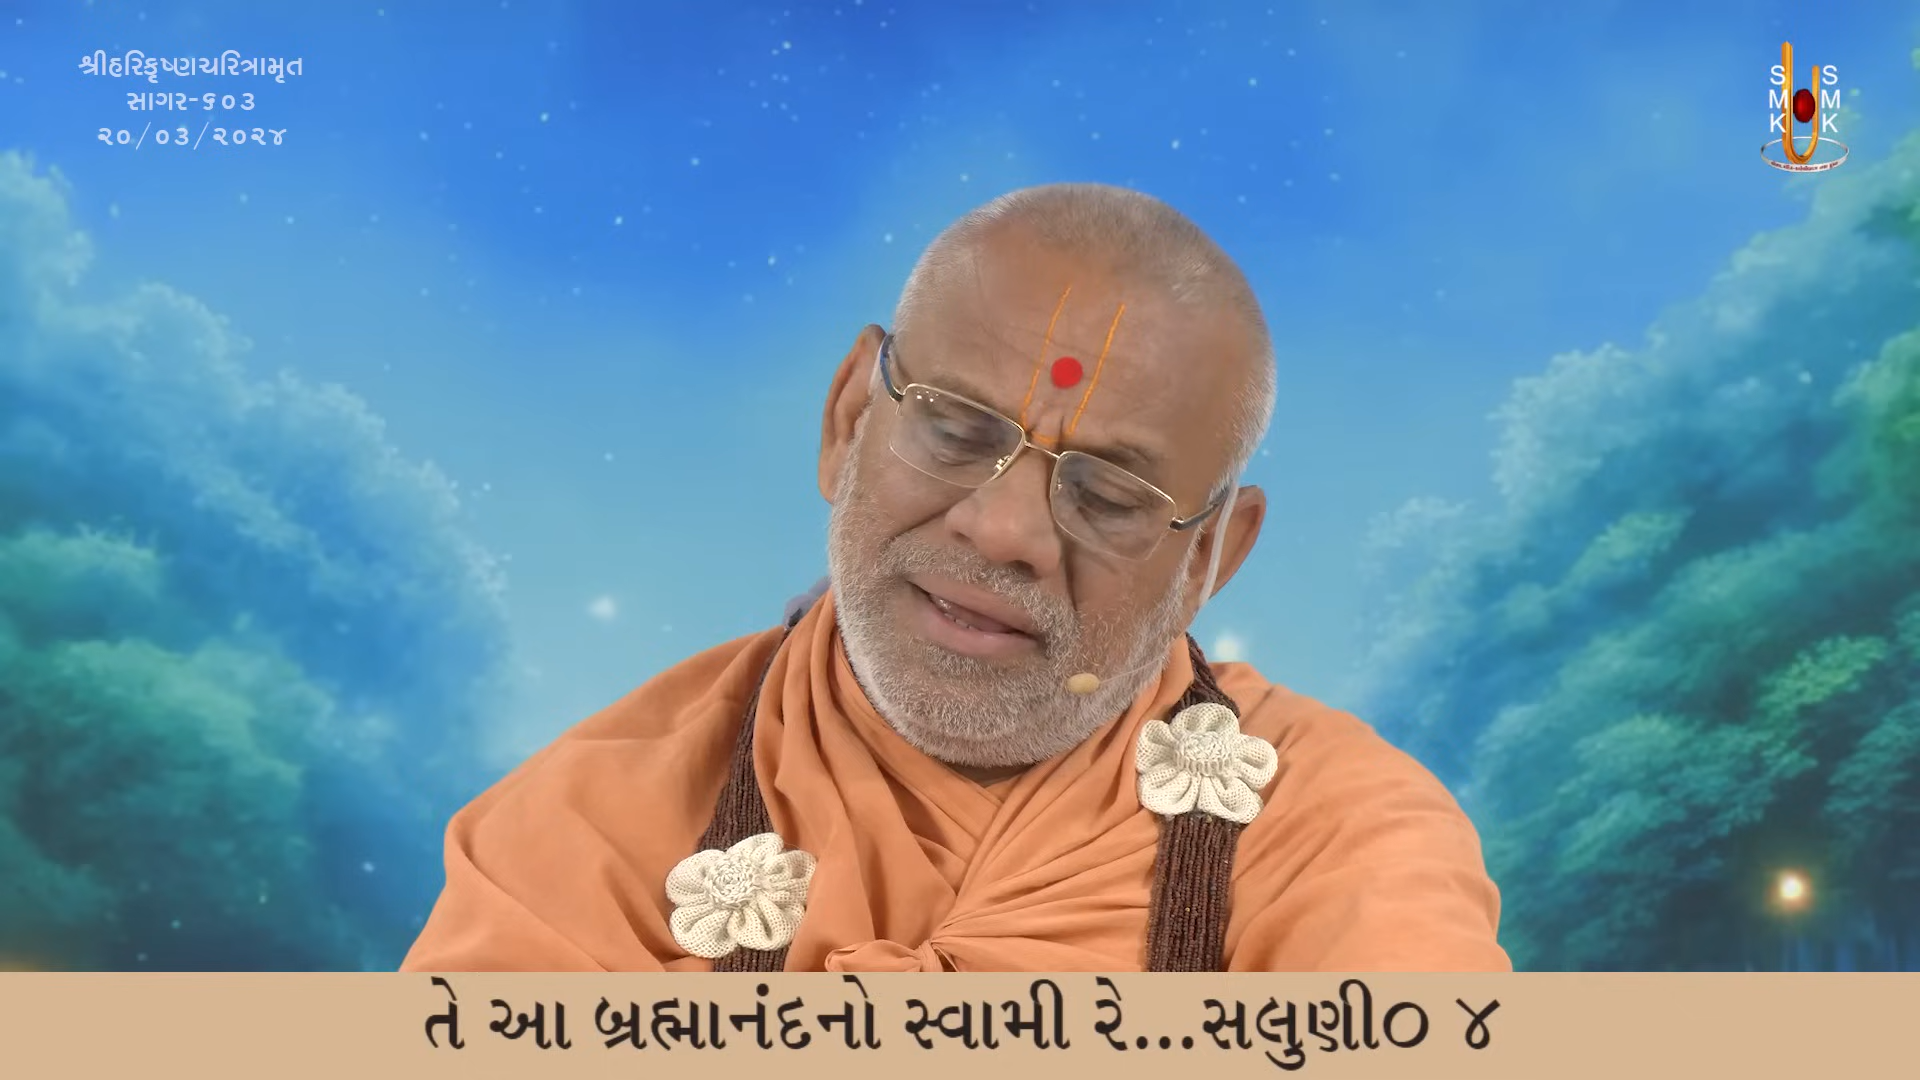 શ્રીહરિકૃષ્ણચરિત્રામૃત
સાગર-૬૦૩
૨૦/૦૩/૨૦૨૪
S S
M M
K K
તે આ બ્રહ્માનંદનો સ્વામી રે...સલુણી૦ ૪